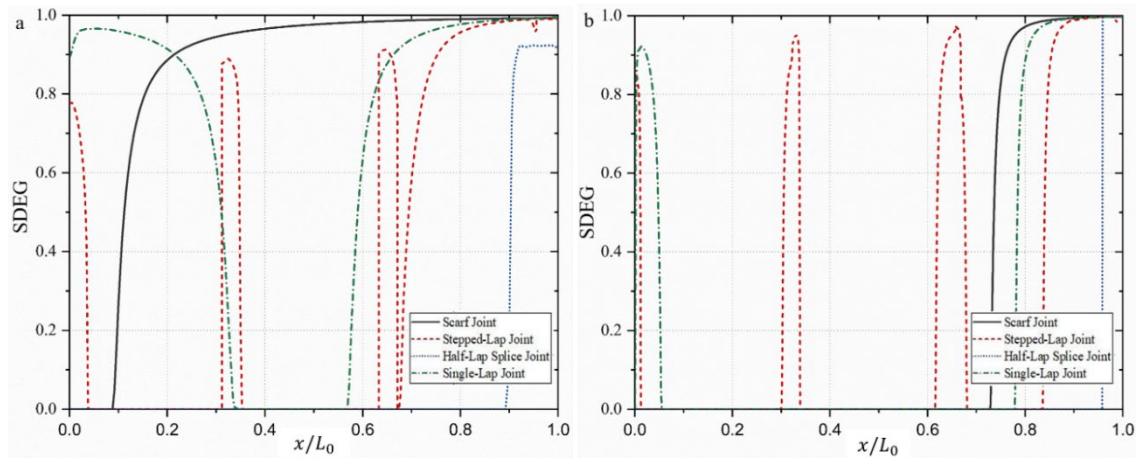 a
1.0
0.8
0.6
0.4
0.2
0.0
SDEG
0.0 0.2 0.4 0.6 0.8 1.0
x/L₀
Scarf Joint
Stepped-Lap Joint
Half-Lap Splice Joint
Single-Lap Joint
b
1.0
0.8
0.6
0.4
0.2
0.0
SDEG
0.0 0.2 0.4 0.6 0.8 1.0
x/L₀
Scarf Joint
Stepped-Lap Joint
Half-Lap Splice Joint
Single-Lap Joint